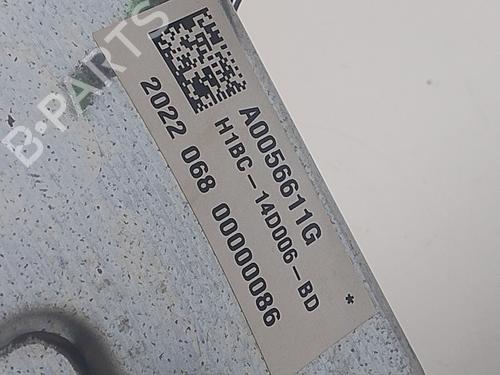 A0056611G
H1BC-14D006-BD *
2022 068 00000086
B-PARTS